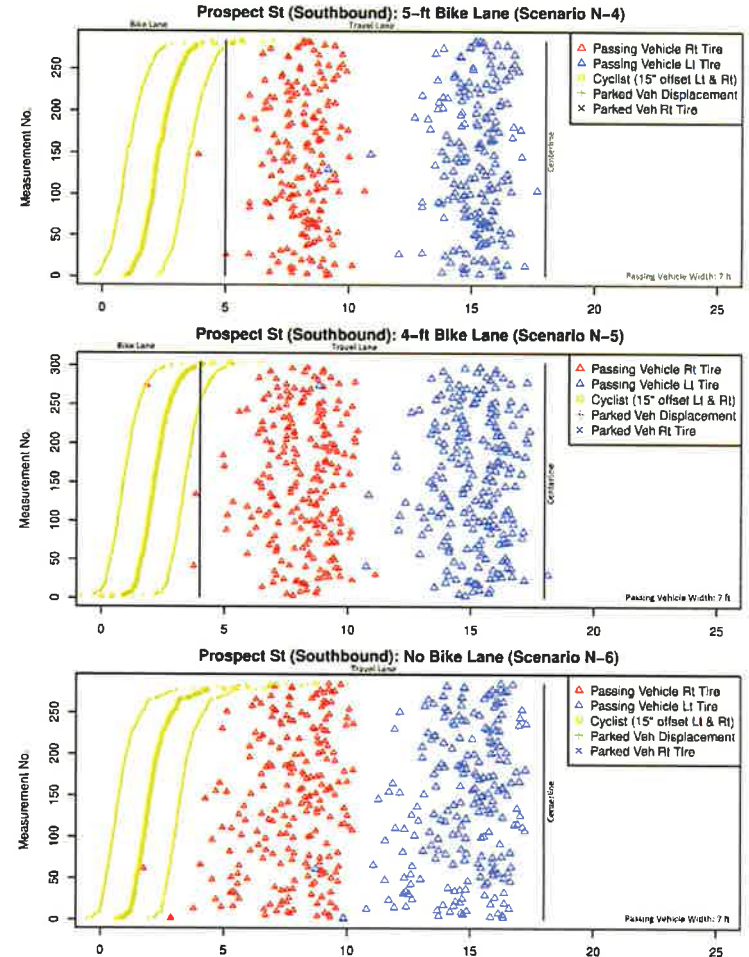 Prospect St (Southbound): 5-ft Bike Lane (Scenario N-4)
Bike Lane
Travel Lane
Measurement No.
250
200
150
100
50
0
Passing Vehicle Rt Tire
Passing Vehicle Lt Tire
Cyclist (15" offset Lt & Rt)
Parked Veh Displacement
Parked Veh Rt Tire
Centerline
Passing Vehicle Width: 7 ft
0 5 10 15 20 25
Prospect St (Southbound): 4-ft Bike Lane (Scenario N-5)
Bike Lane
Travel Lane
Measurement No.
300
250
200
150
100
50
0
Passing Vehicle Rt Tire
Passing Vehicle Lt Tire
Cyclist (15" offset Lt & Rt)
Parked Veh Displacement
Parked Veh Rt Tire
Centerline
Passing Vehicle Width: 7 ft
0 5 10 15 20 25
Prospect St (Southbound): No Bike Lane (Scenario N-6)
Travel Lane
Measurement No.
250
200
150
100
50
0
Passing Vehicle Rt Tire
Passing Vehicle Lt Tire
Cyclist (15" offset Lt & Rt)
Parked Veh Displacement
Parked Veh Rt Tire
Centerline
Passing Vehicle Width: 7 ft
0 5 10 15 20 25